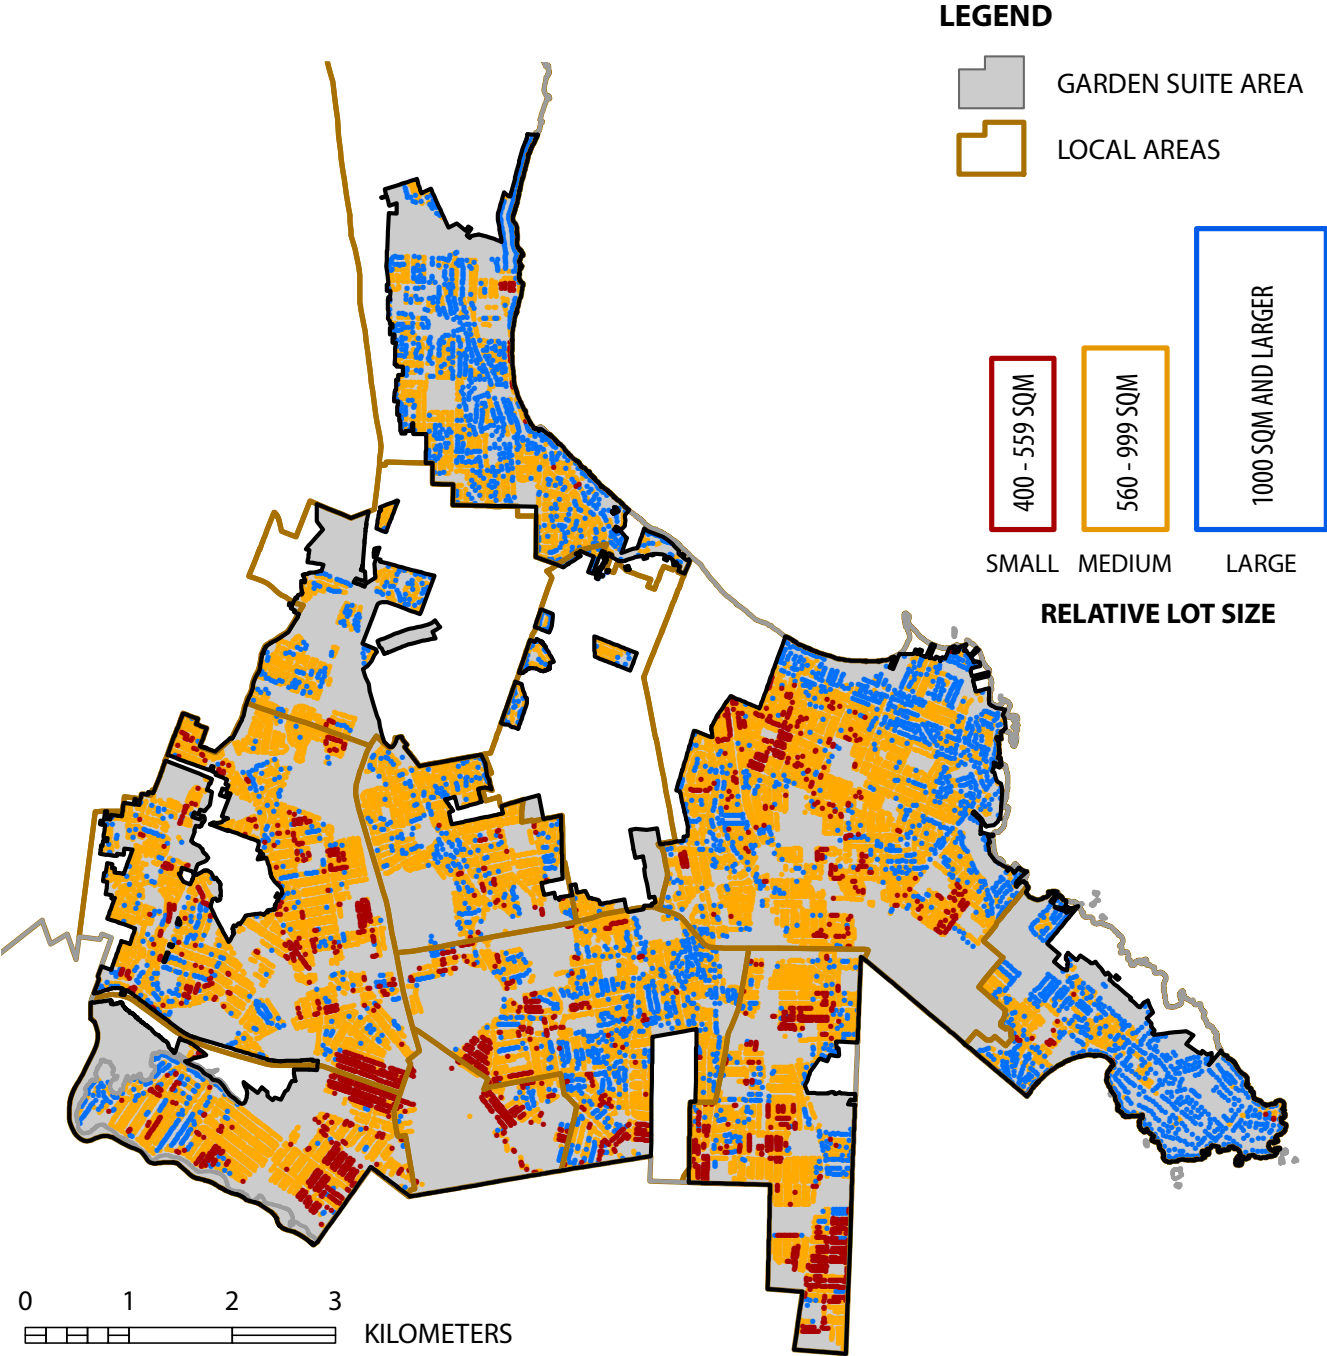 LEGEND
GARDEN SUITE AREA
LOCAL AREAS
400 - 559 SQM
560 - 999 SQM
1000 SQM AND LARGER
SMALL MEDIUM LARGE
RELATIVE LOT SIZE
0 1 2 3
KILOMETERS